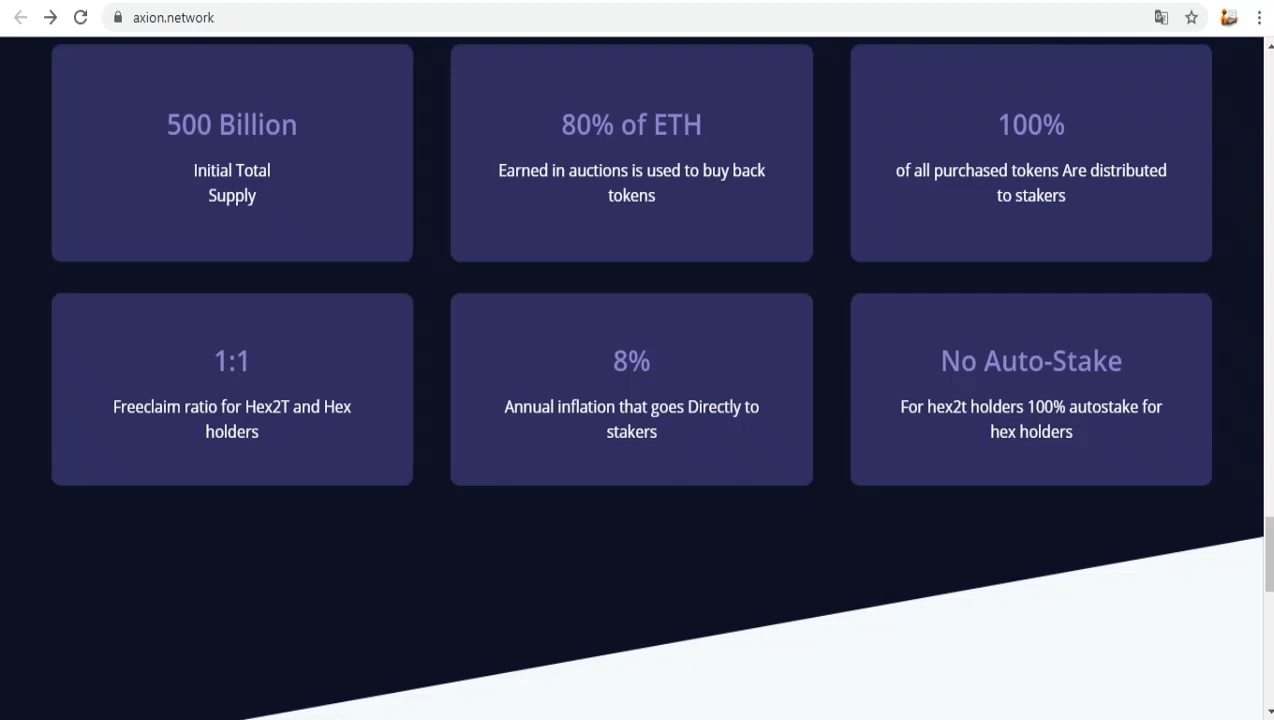 axion.network
500 Billion
Initial Total
Supply
80% of ETH
Earned in auctions is used to buy back
tokens
100%
of all purchased tokens Are distributed
to stakers
1:1
Freeclaim ratio for Hex2T and Hex
holders
8%
Annual inflation that goes Directly to
stakers
No Auto-Stake
For hex2t holders 100% autostake for
hex holders